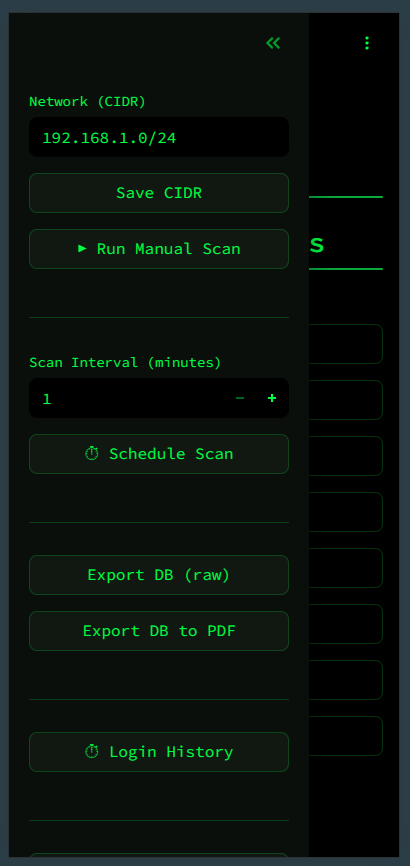 Network (CIDR)
192.168.1.0/24
Save CIDR
▶ Run Manual Scan
s
Scan Interval (minutes)
1
⏱ Schedule Scan
Export DB (raw)
Export DB to PDF
⏱ Login History